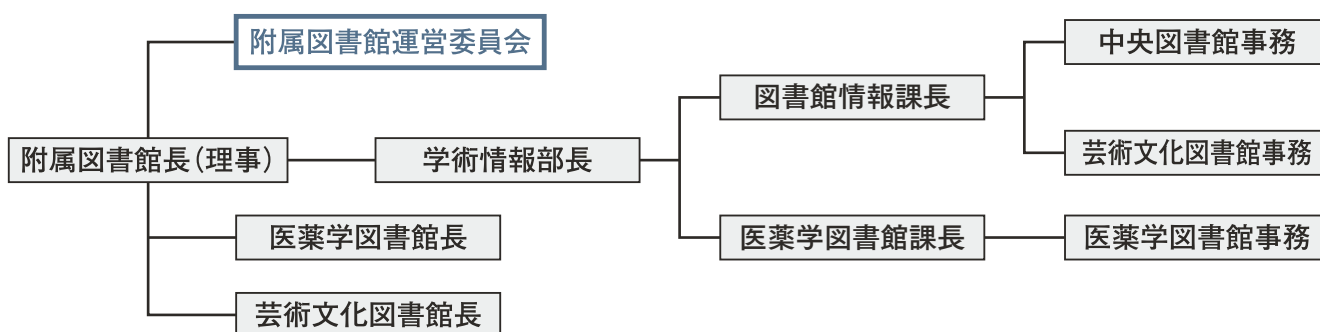 附属図書館運営委員会
中央図書館事務
図書館情報課長
附属図書館長(理事)
学術情報部長
芸術文化図書館事務
医薬学図書館長
医薬学図書館課長
医薬学図書館事務
芸術文化図書館長